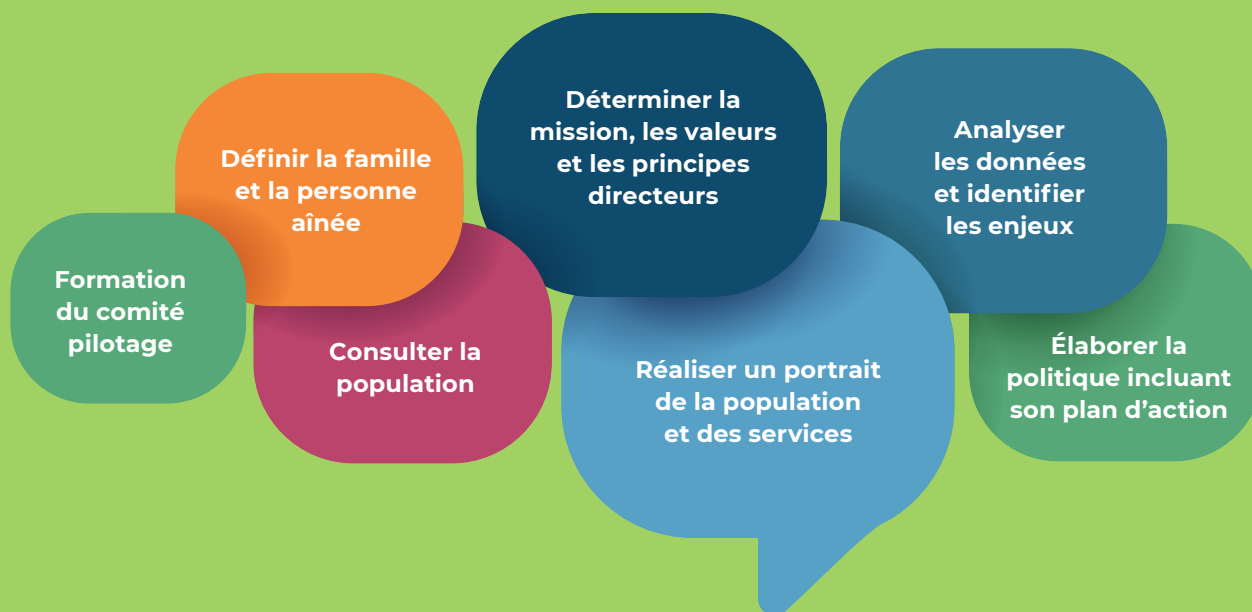 Formation
du comité
pilotage
Définir la famille
et la personne
aînée
Consulter la
population
Déterminer la
mission, les valeurs
et les principes
directeurs
Réaliser un portrait
de la population
et des services
Analyser
les données
et identifier
les enjeux
Élaborer la
politique incluant
son plan d’action